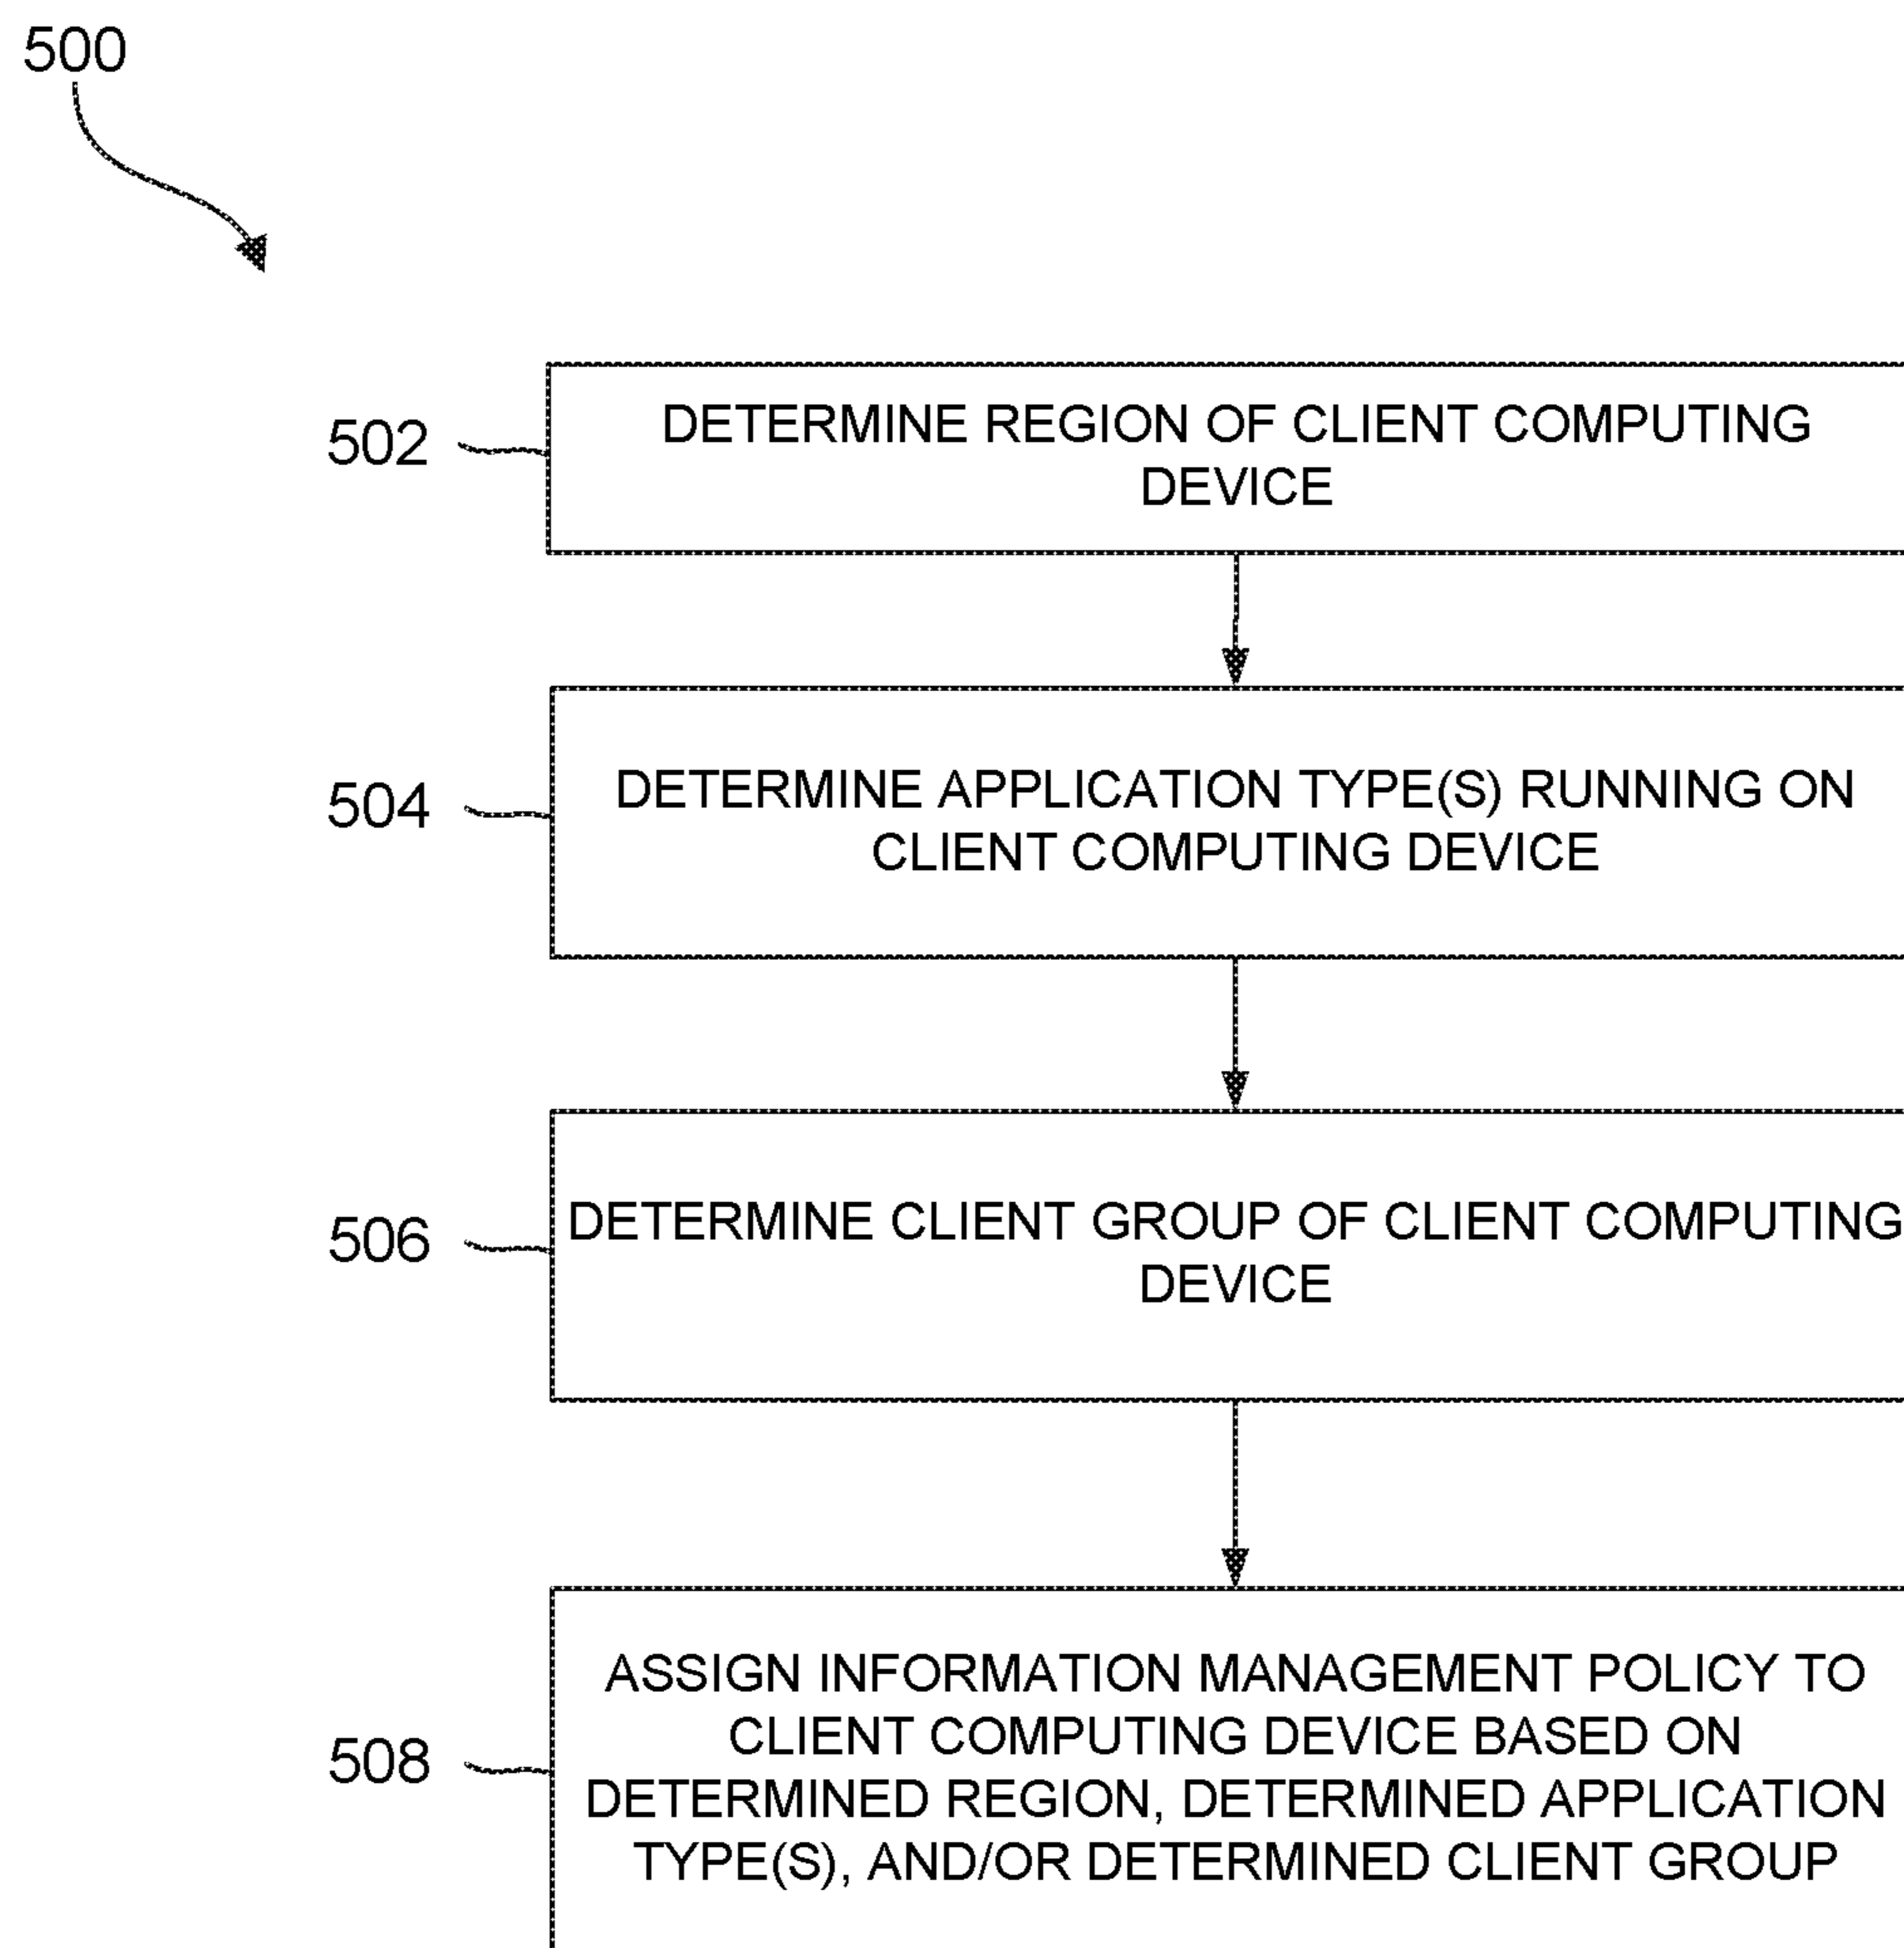 500
502
DETERMINE REGION OF CLIENT COMPUTING
DEVICE
504
DETERMINE APPLICATION TYPE(S) RUNNING ON
CLIENT COMPUTING DEVICE
506
DETERMINE CLIENT GROUP OF CLIENT COMPUTING
DEVICE
508
ASSIGN INFORMATION MANAGEMENT POLICY TO
CLIENT COMPUTING DEVICE BASED ON
DETERMINED REGION, DETERMINED APPLICATION
TYPE(S), AND/OR DETERMINED CLIENT GROUP